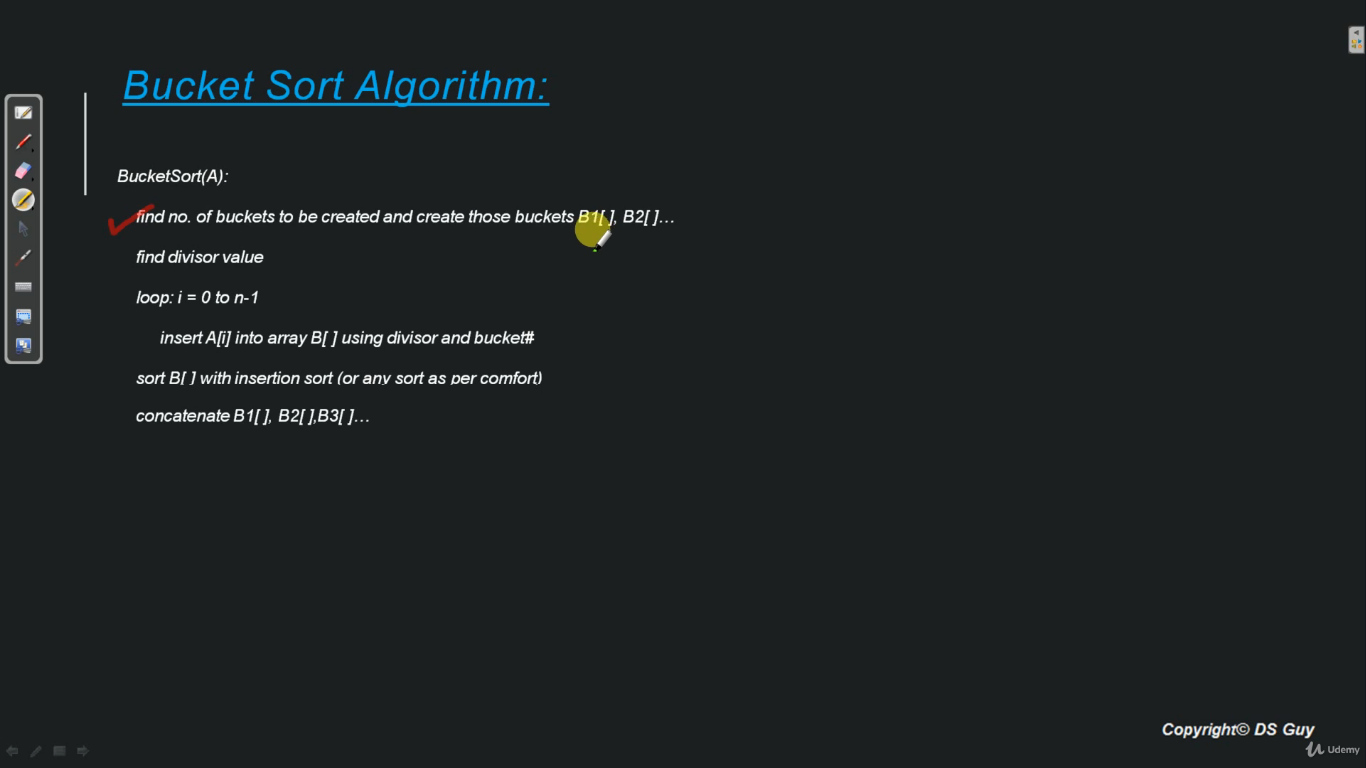 Bucket Sort Algorithm:
BucketSort(A):
find no. of buckets to be created and create those buckets B1[ ], B2[ ]…
find divisor value
loop: i = 0 to n-1
insert A[i] into array B[ ] using divisor and bucket#
sort B[ ] with insertion sort (or any sort as per comfort)
concatenate B1[ ], B2[ ],B3[ ]…
Copyright© DS Guy
Udemy